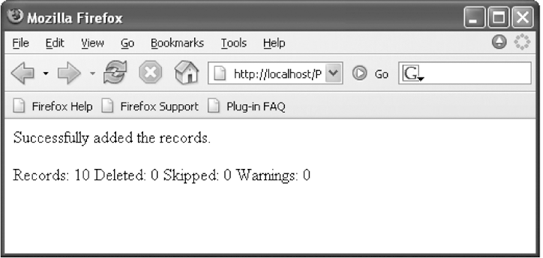 Mozilla Firefox
File Edit View Go Bookmarks Tools Help
http://localhost/P Go G
Firefox Help Firefox Support Plug-in FAQ
Successfully added the records.
Records: 10 Deleted: 0 Skipped: 0 Warnings: 0